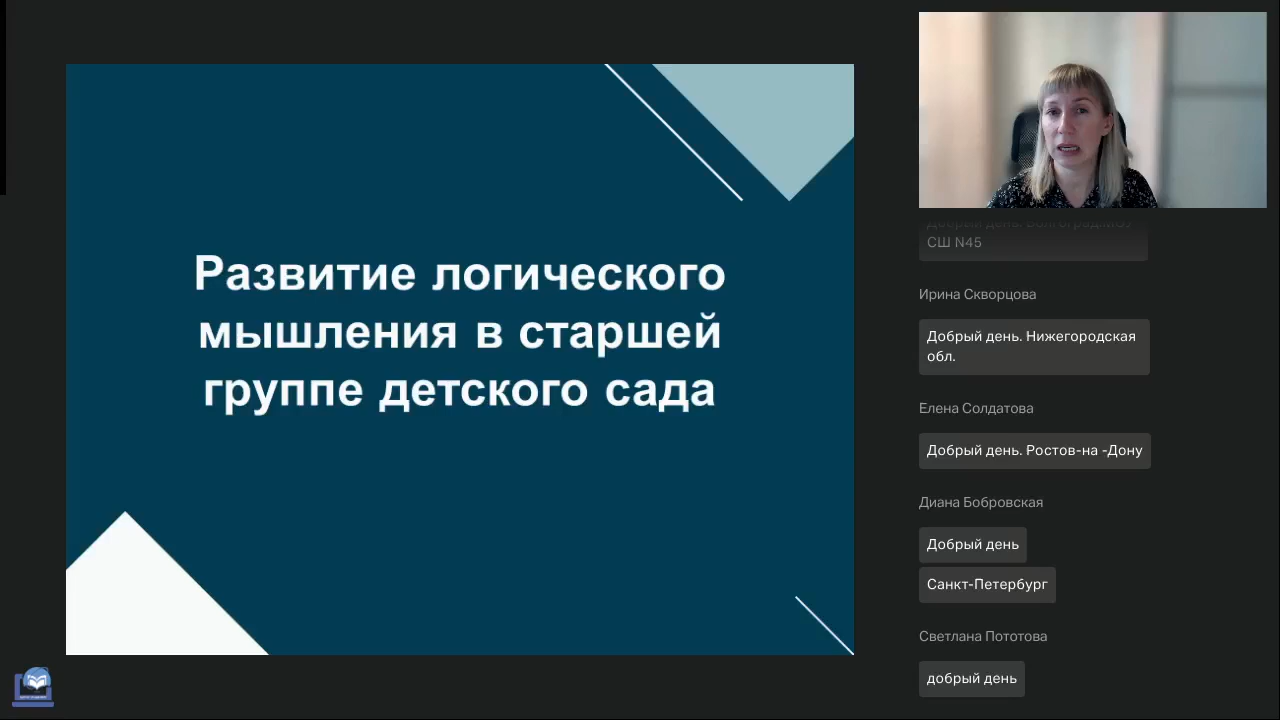 Развитие логического
мышления в старшей
группе детского сада
СШ N45
Ирина Скворцова
Добрый день. Нижегородская
обл.
Елена Солдатова
Добрый день. Ростов-на -Дону
Диана Бобровская
Добрый день
Санкт-Петербург
Светлана Пототова
добрый день